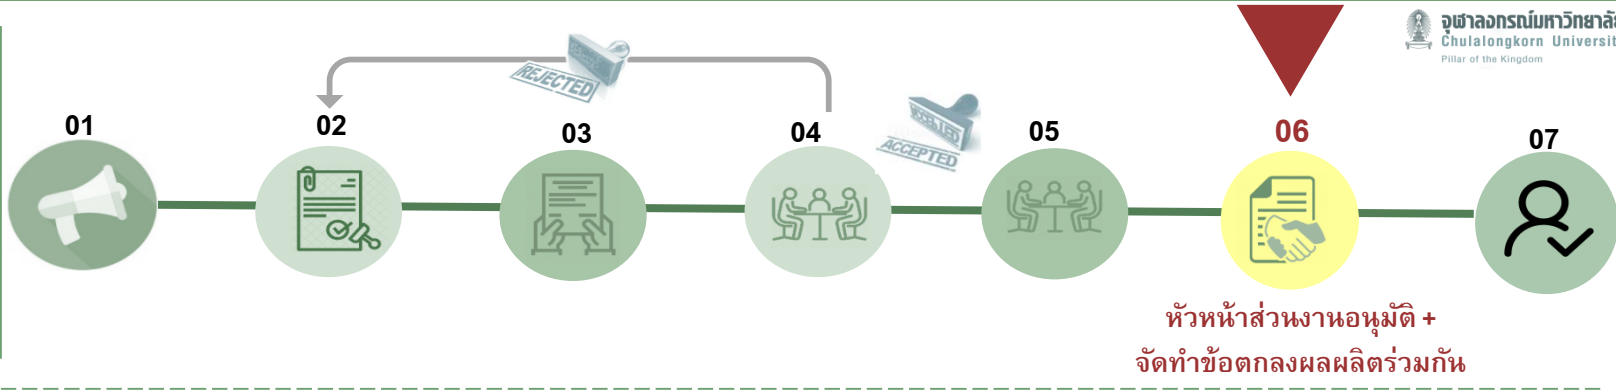 จุฬาลงกรณ์มหาวิทยาลัย
Chulalongkorn Universit
Pillar of the Kingdom
REJECTED
ACCEPTED
ACCEPTED
01
02
03
04
05
06
07
หัวหน้าส่วนงานอนุมัติ +
จัดทำข้อตกลงผลผลิตร่วมกัน